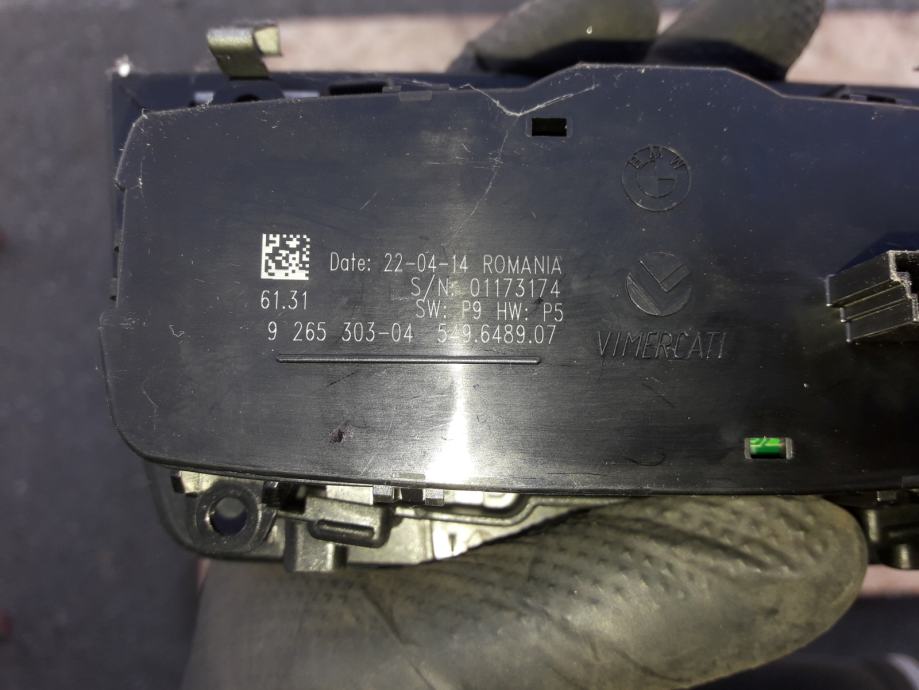 BMW
Date: 22-04-14 ROMANIA
S/N: 01173174
61.31
SW: P9 HW: P5
9 265 303-04 549.6489.07
VIMERCATI